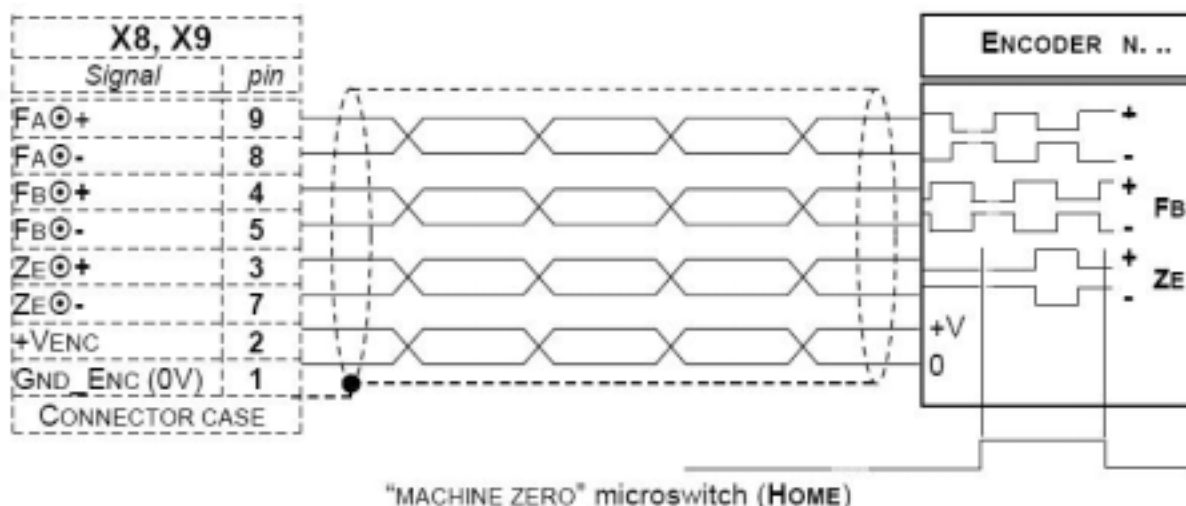 X8, X9
Signal pin
FA⊙+ 9
FA⊙- 8
FB⊙+ 4
FB⊙- 5
ZE⊙+ 3
ZE⊙- 7
+VENC 2
GND_ENC (0V) 1
CONNECTOR CASE
ENCODER N. ..
+
-
+
FB
-
+
ZE
-
+V
0
"MACHINE ZERO" microswitch (HOME)